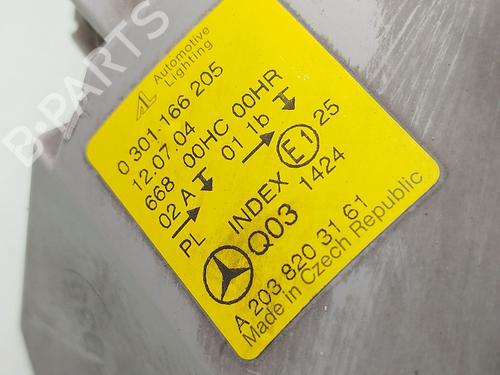 B-PARTS
AL Automotive
Lighting
0 301 166 205
12.07.04
668 00HC 00HR
02 A 01 1b
PL E1 25
INDEX 1424
Q03
A 203 820 31 61
Made in Czech Republic